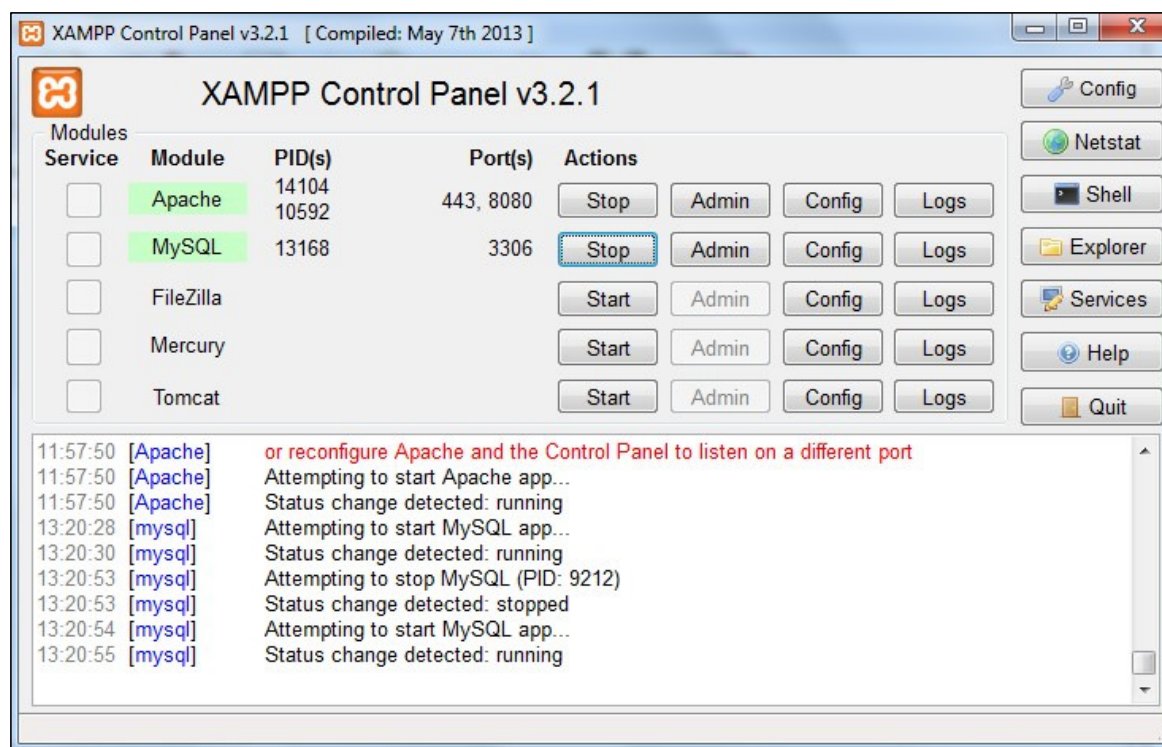 XAMPP Control Panel v3.2.1 [ Compiled: May 7th 2013 ]
XAMPP Control Panel v3.2.1
Config
Netstat
Shell
Explorer
Services
Help
Quit
Modules
Service Module PID(s) Port(s) Actions
Apache 14104 10592 443, 8080 Stop Admin Config Logs
MySQL 13168 3306 Stop Admin Config Logs
FileZilla Start Admin Config Logs
Mercury Start Admin Config Logs
Tomcat Start Admin Config Logs
11:57:50 [Apache] or reconfigure Apache and the Control Panel to listen on a different port
11:57:50 [Apache] Attempting to start Apache app...
11:57:50 [Apache] Status change detected: running
13:20:28 [mysql] Attempting to start MySQL app...
13:20:30 [mysql] Status change detected: running
13:20:53 [mysql] Attempting to stop MySQL (PID: 9212)
13:20:53 [mysql] Status change detected: stopped
13:20:54 [mysql] Attempting to start MySQL app...
13:20:55 [mysql] Status change detected: running